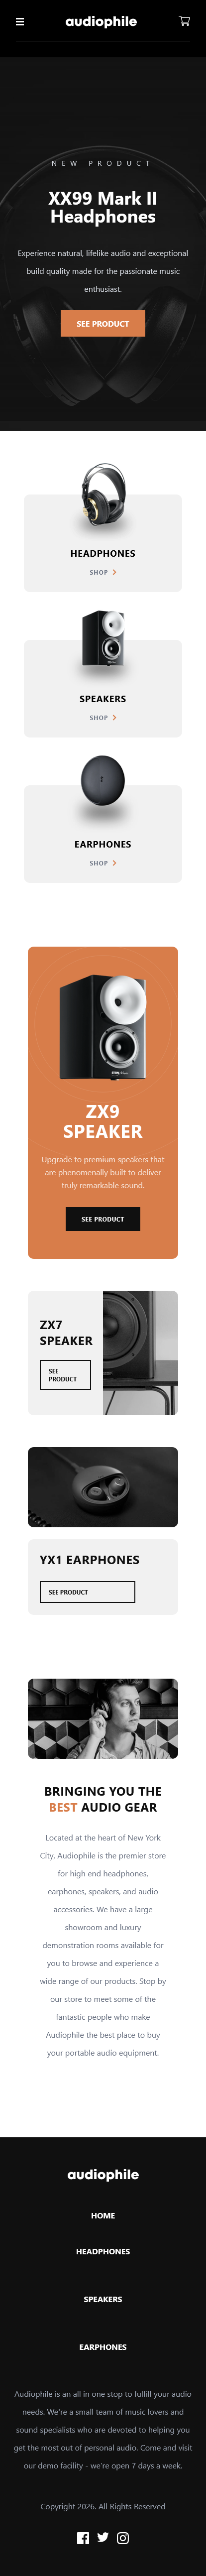 audiophile
NEW PRODUCT
XX99 Mark II
Headphones
Experience natural, lifelike audio and exceptional
build quality made for the passionate music
enthusiast.
SEE PRODUCT
HEADPHONES
SHOP
SPEAKERS
SHOP
EARPHONES
SHOP
ZX9
SPEAKER
Upgrade to premium speakers that
are phenomenally built to deliver
truly remarkable sound.
SEE PRODUCT
ZX7
SPEAKER
SEE
PRODUCT
YX1 EARPHONES
SEE PRODUCT
BRINGING YOU THE
BEST AUDIO GEAR
Located at the heart of New York
City, Audiophile is the premier store
for high end headphones,
earphones, speakers, and audio
accessories. We have a large
showroom and luxury
demonstration rooms available for
you to browse and experience a
wide range of our products. Stop by
our store to meet some of the
fantastic people who make
Audiophile the best place to buy
your portable audio equipment.
audiophile
HOME
HEADPHONES
SPEAKERS
EARPHONES
Audiophile is an all in one stop to fulfill your audio
needs. We're a small team of music lovers and
sound specialists who are devoted to helping you
get the most out of personal audio. Come and visit
our demo facility - we're open 7 days a week.
Copyright 2026. All Rights Reserved